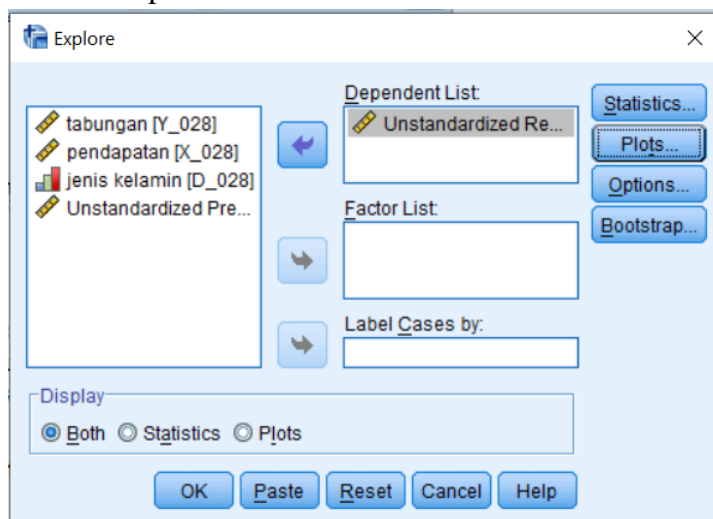 Explore
tabungan [Y_028]
pendapatan [X_028]
jenis kelamin [D_028]
Unstandardized Pre...
Dependent List:
Unstandardized Re...
Factor List:
Label Cases by:
Statistics...
Plots...
Options...
Bootstrap...
Display
Both Statistics Plots
OK Paste Reset Cancel Help